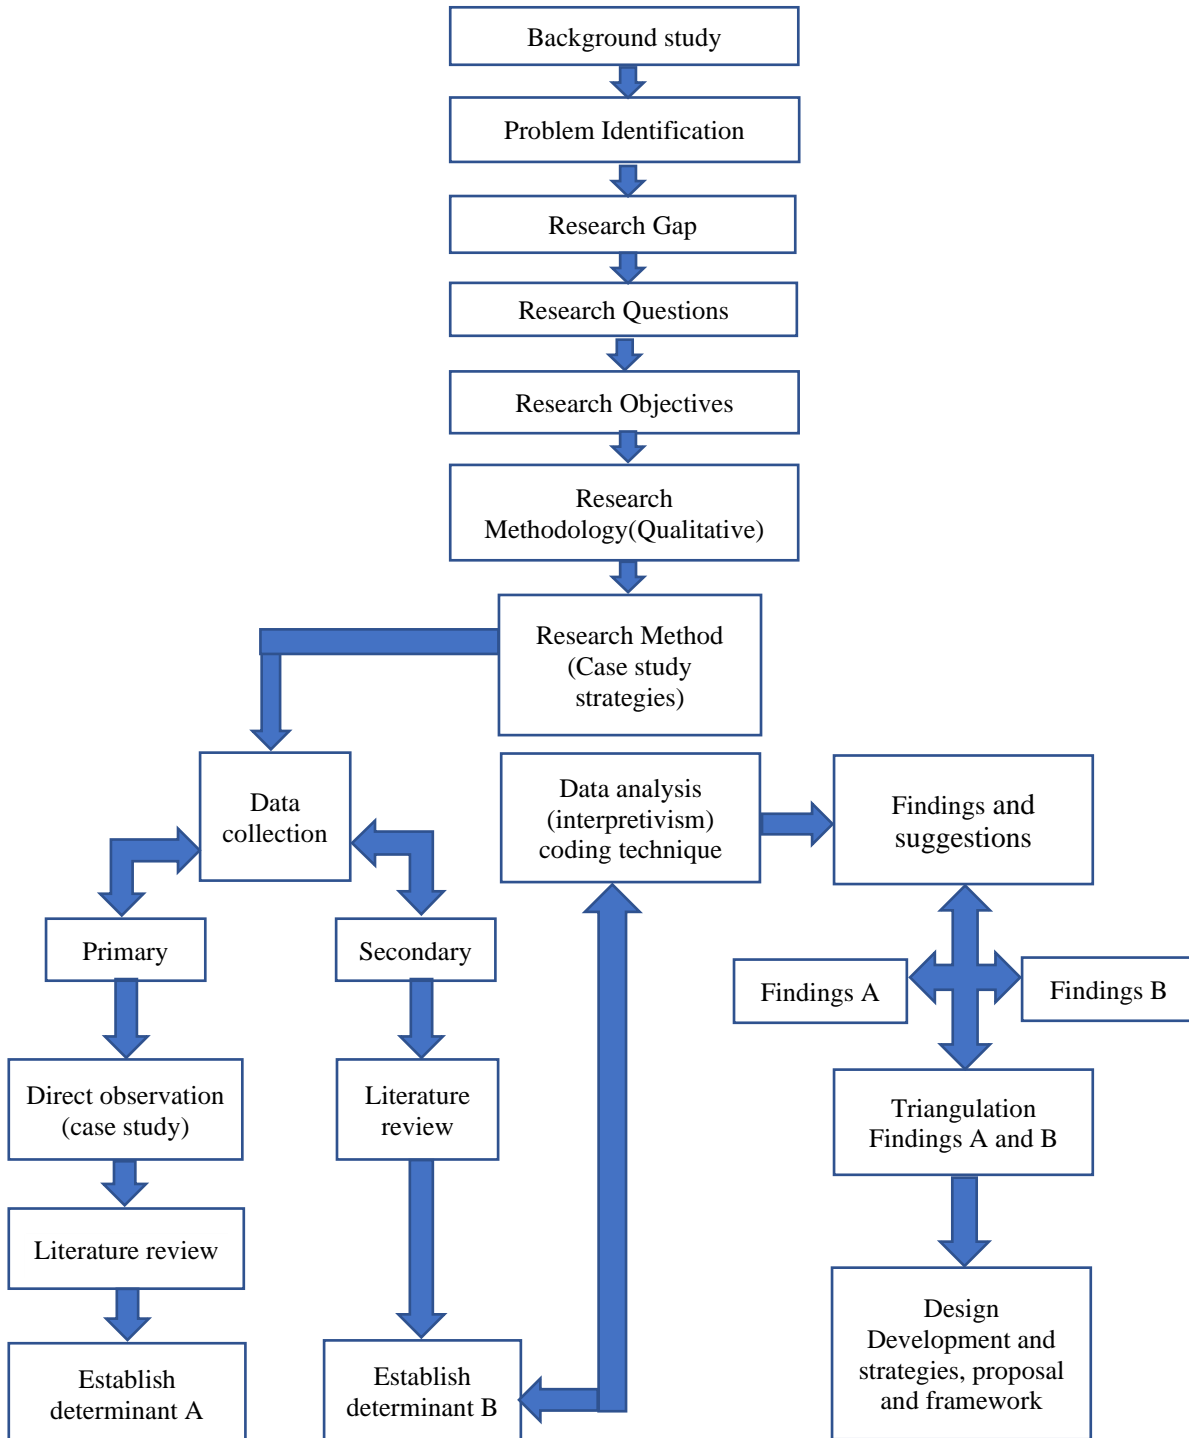 Background study
Problem Identification
Research Gap
Research Questions
Research Objectives
Research
Methodology(Qualitative)
Research Method
(Case study
strategies)
Data
collection
Data analysis
(interpretivism)
coding technique
Findings and
suggestions
Primary
Secondary
Findings A
Findings B
Direct observation
(case study)
Literature
review
Triangulation
Findings A and B
Literature review
Establish
determinant A
Establish
determinant B
Design
Development and
strategies, proposal
and framework